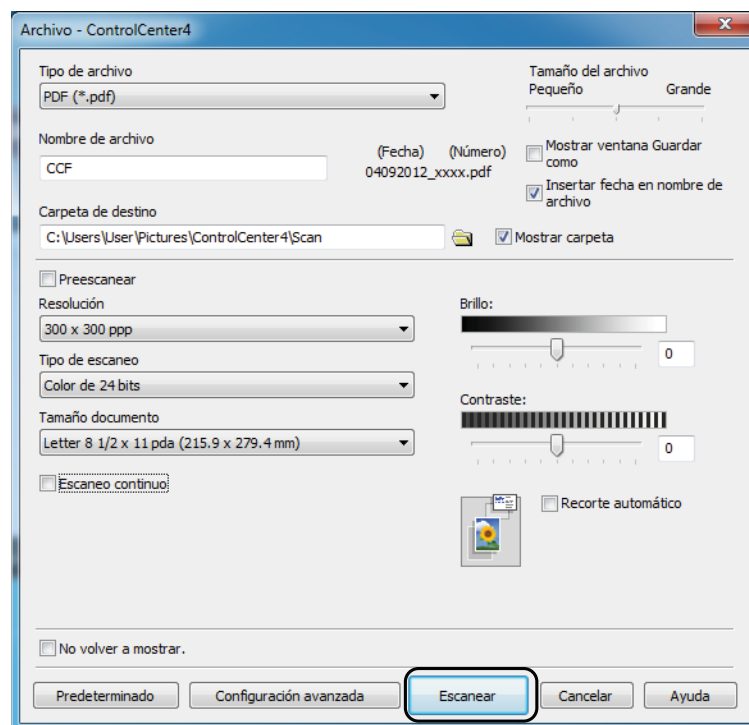 Archivo - ControlCenter4
Tipo de archivo
PDF (*.pdf)
Tamaño del archivo
Pequeño Grande
Nombre de archivo
CCF
(Fecha) (Número)
04092012_xxxx.pdf
Mostrar ventana Guardar
como
Insertar fecha en nombre de
archivo
Carpeta de destino
C:\Users\User\Pictures\ControlCenter4\Scan
Mostrar carpeta
Preescanear
Resolución
300 x 300 ppp
Tipo de escaneo
Color de 24 bits
Tamaño documento
Letter 8 1/2 x 11 pda (215.9 x 279.4 mm)
Escaneo continuo
Brillo:
0
Contraste:
0
Recorte automático
No volver a mostrar.
Predeterminado Configuración avanzada Escanear Cancelar Ayuda